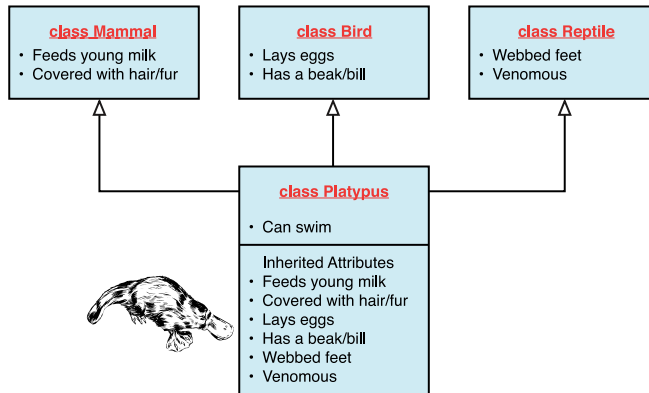 class Mammal
• Feeds young milk
• Covered with hair/fur
class Bird
• Lays eggs
• Has a beak/bill
class Reptile
• Webbed feet
• Venomous
class Platypus
• Can swim
Inherited Attributes
• Feeds young milk
• Covered with hair/fur
• Lays eggs
• Has a beak/bill
• Webbed feet
• Venomous